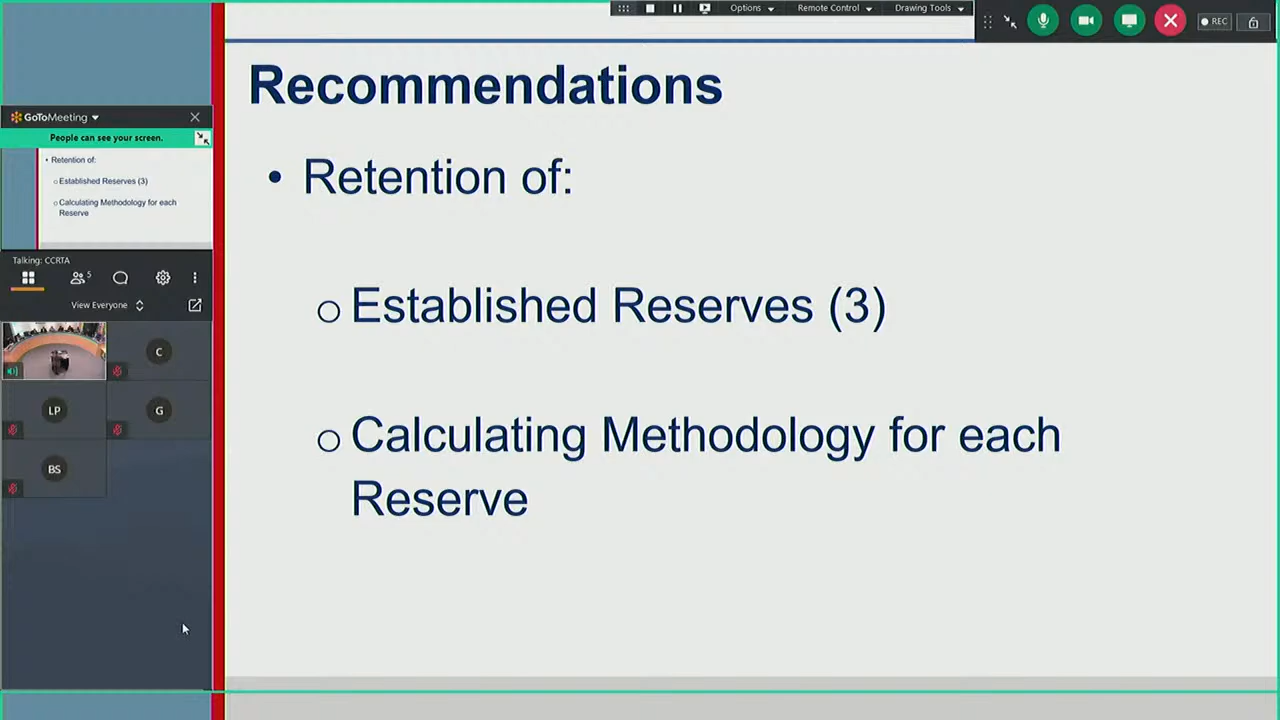 Options
Remote Control
Drawing Tools
REC
Recommendations
• Retention of:
o Established Reserves (3)
o Calculating Methodology for each
Reserve
GoToMeeting
People can see your screen.
• Retention of:
o Established Reserves (3)
o Calculating Methodology for each
Reserve
Talking: CCRTA
5
View Everyone
C
LP
G
BS